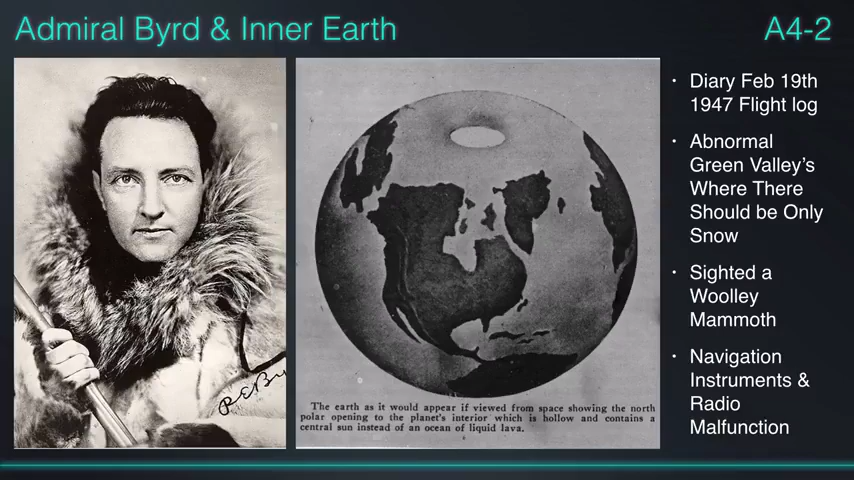 Admiral Byrd & Inner Earth
A4-2
The earth as it would appear if viewed from space showing the north
polar opening to the planet's interior which is hollow and contains a
central sun instead of an ocean of liquid lava.
• Diary Feb 19th
1947 Flight log
• Abnormal
Green Valley's
Where There
Should be Only
Snow
• Sighted a
Woolley
Mammoth
• Navigation
Instruments &
Radio
Malfunction